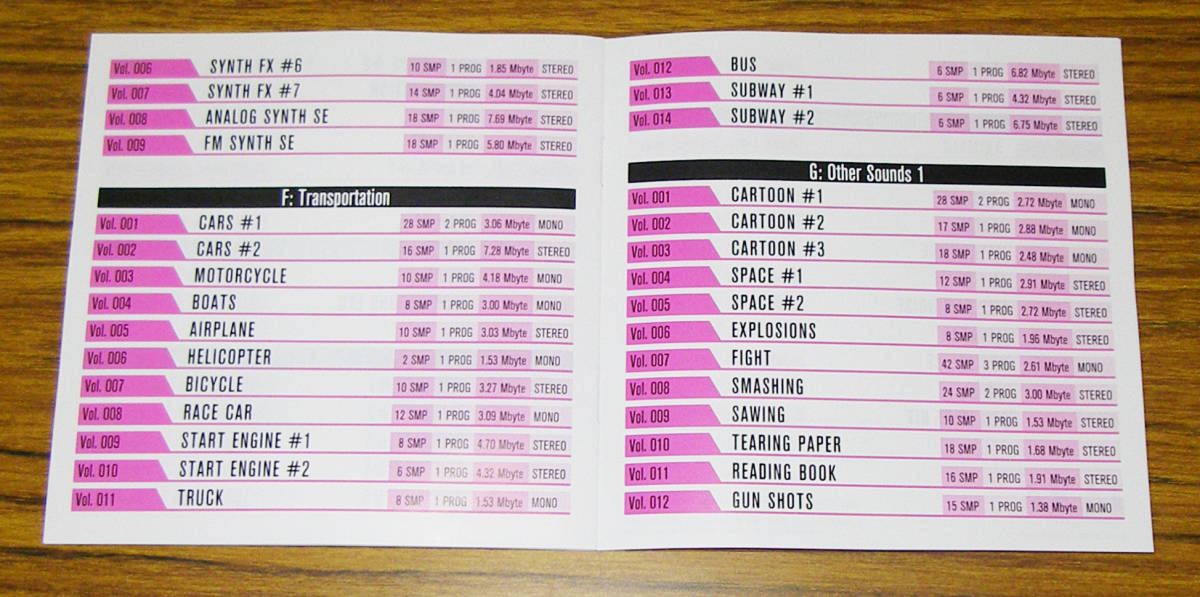 Vol. 006 SYNTH FX #6 10 SMP 1 PROG 1.85 Mbyte STEREO
Vol. 007 SYNTH FX #7 14 SMP 1 PROG 4.04 Mbyte STEREO
Vol. 008 ANALOG SYNTH SE 18 SMP 1 PROG 7.69 Mbyte STEREO
Vol. 009 FM SYNTH SE 18 SMP 1 PROG 5.80 Mbyte STEREO
F: Transportation
Vol. 001 CARS #1 28 SMP 2 PROG 3.06 Mbyte MONO
Vol. 002 CARS #2 16 SMP 1 PROG 7.28 Mbyte STEREO
Vol. 003 MOTORCYCLE 10 SMP 1 PROG 4.18 Mbyte MONO
Vol. 004 BOATS 8 SMP 1 PROG 3.00 Mbyte MONO
Vol. 005 AIRPLANE 10 SMP 1 PROG 3.03 Mbyte STEREO
Vol. 006 HELICOPTER 2 SMP 1 PROG 1.53 Mbyte MONO
Vol. 007 BICYCLE 10 SMP 1 PROG 3.27 Mbyte STEREO
Vol. 008 RACE CAR 12 SMP 1 PROG 3.09 Mbyte MONO
Vol. 009 START ENGINE #1 8 SMP 1 PROG 4.70 Mbyte STEREO
Vol. 010 START ENGINE #2 6 SMP 1 PROG 4.32 Mbyte STEREO
Vol. 011 TRUCK 8 SMP 1 PROG 1.53 Mbyte MONO
Vol. 012 BUS 6 SMP 1 PROG 6.82 Mbyte STEREO
Vol. 013 SUBWAY #1 6 SMP 1 PROG 4.32 Mbyte STEREO
Vol. 014 SUBWAY #2 6 SMP 1 PROG 6.75 Mbyte STEREO
G: Other Sounds 1
Vol. 001 CARTOON #1 28 SMP 2 PROG 2.72 Mbyte MONO
Vol. 002 CARTOON #2 17 SMP 1 PROG 2.88 Mbyte MONO
Vol. 003 CARTOON #3 18 SMP 1 PROG 2.48 Mbyte MONO
Vol. 004 SPACE #1 12 SMP 1 PROG 2.91 Mbyte STEREO
Vol. 005 SPACE #2 8 SMP 1 PROG 2.72 Mbyte STEREO
Vol. 006 EXPLOSIONS 8 SMP 1 PROG 1.96 Mbyte STEREO
Vol. 007 FIGHT 42 SMP 3 PROG 2.61 Mbyte MONO
Vol. 008 SMASHING 24 SMP 2 PROG 3.00 Mbyte STEREO
Vol. 009 SAWING 10 SMP 1 PROG 1.53 Mbyte STEREO
Vol. 010 TEARING PAPER 18 SMP 1 PROG 1.68 Mbyte STEREO
Vol. 011 READING BOOK 16 SMP 1 PROG 1.91 Mbyte STEREO
Vol. 012 GUN SHOTS 15 SMP 1 PROG 1.38 Mbyte MONO